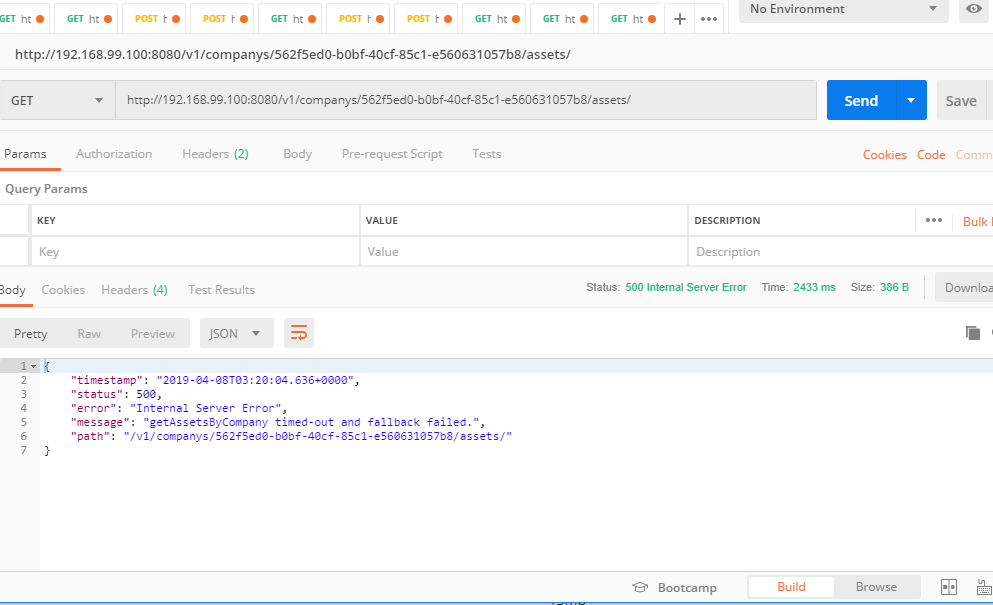 GET ht GET ht POST h POST h GET ht POST h POST h GET ht GET ht GET ht + ••• No Environment
http://192.168.99.100:8080/v1/companys/562f5ed0-b0bf-40cf-85c1-e560631057b8/assets/
GET http://192.168.99.100:8080/v1/companys/562f5ed0-b0bf-40cf-85c1-e560631057b8/assets/ Send Save
Params Authorization Headers (2) Body Pre-request Script Tests Cookies Code Comm
Query Params
KEY VALUE DESCRIPTION ••• Bulk
Key Value Description
Body Cookies Headers (4) Test Results Status: 500 Internal Server Error Time: 2433 ms Size: 386 B Downloa
Pretty Raw Preview JSON
1 {
2 "timestamp": "2019-04-08T03:20:04.636+0000",
3 "status": 500,
4 "error": "Internal Server Error",
5 "message": "getAssetsByCompany timed-out and fallback failed.",
6 "path": "/v1/companys/562f5ed0-b0bf-40cf-85c1-e560631057b8/assets/"
7 }
Bootcamp Build Browse